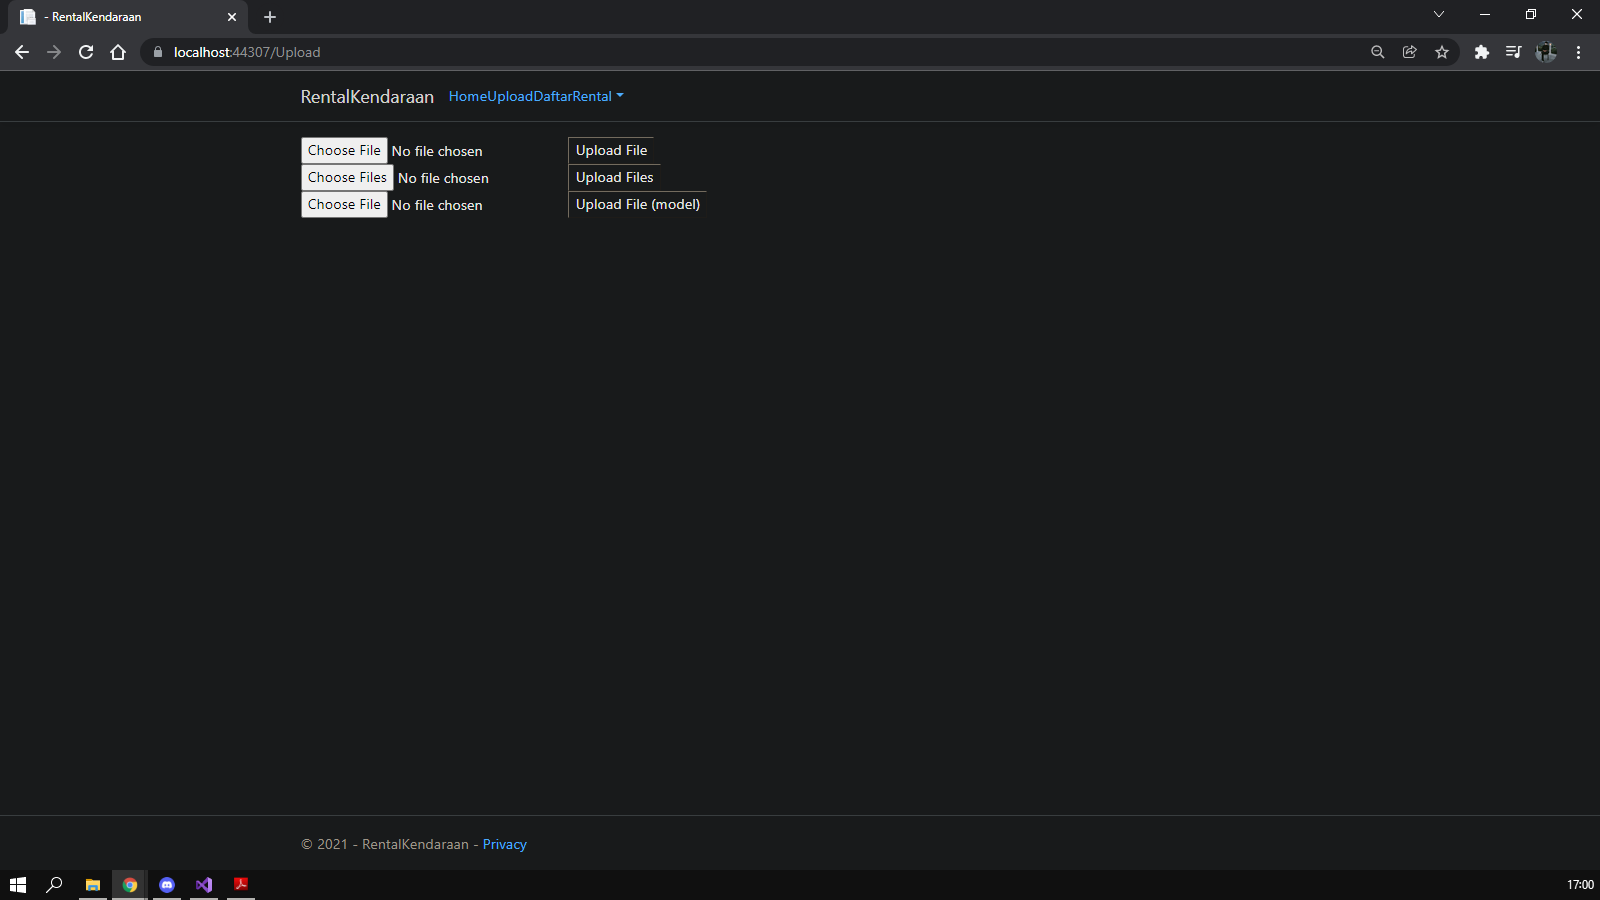 - RentalKendaraan
localhost:44307/Upload
RentalKendaraan HomeUploadDaftarRental
Choose File No file chosen Upload File
Choose Files No file chosen Upload Files
Choose File No file chosen Upload File (model)
© 2021 - RentalKendaraan - Privacy
17:00